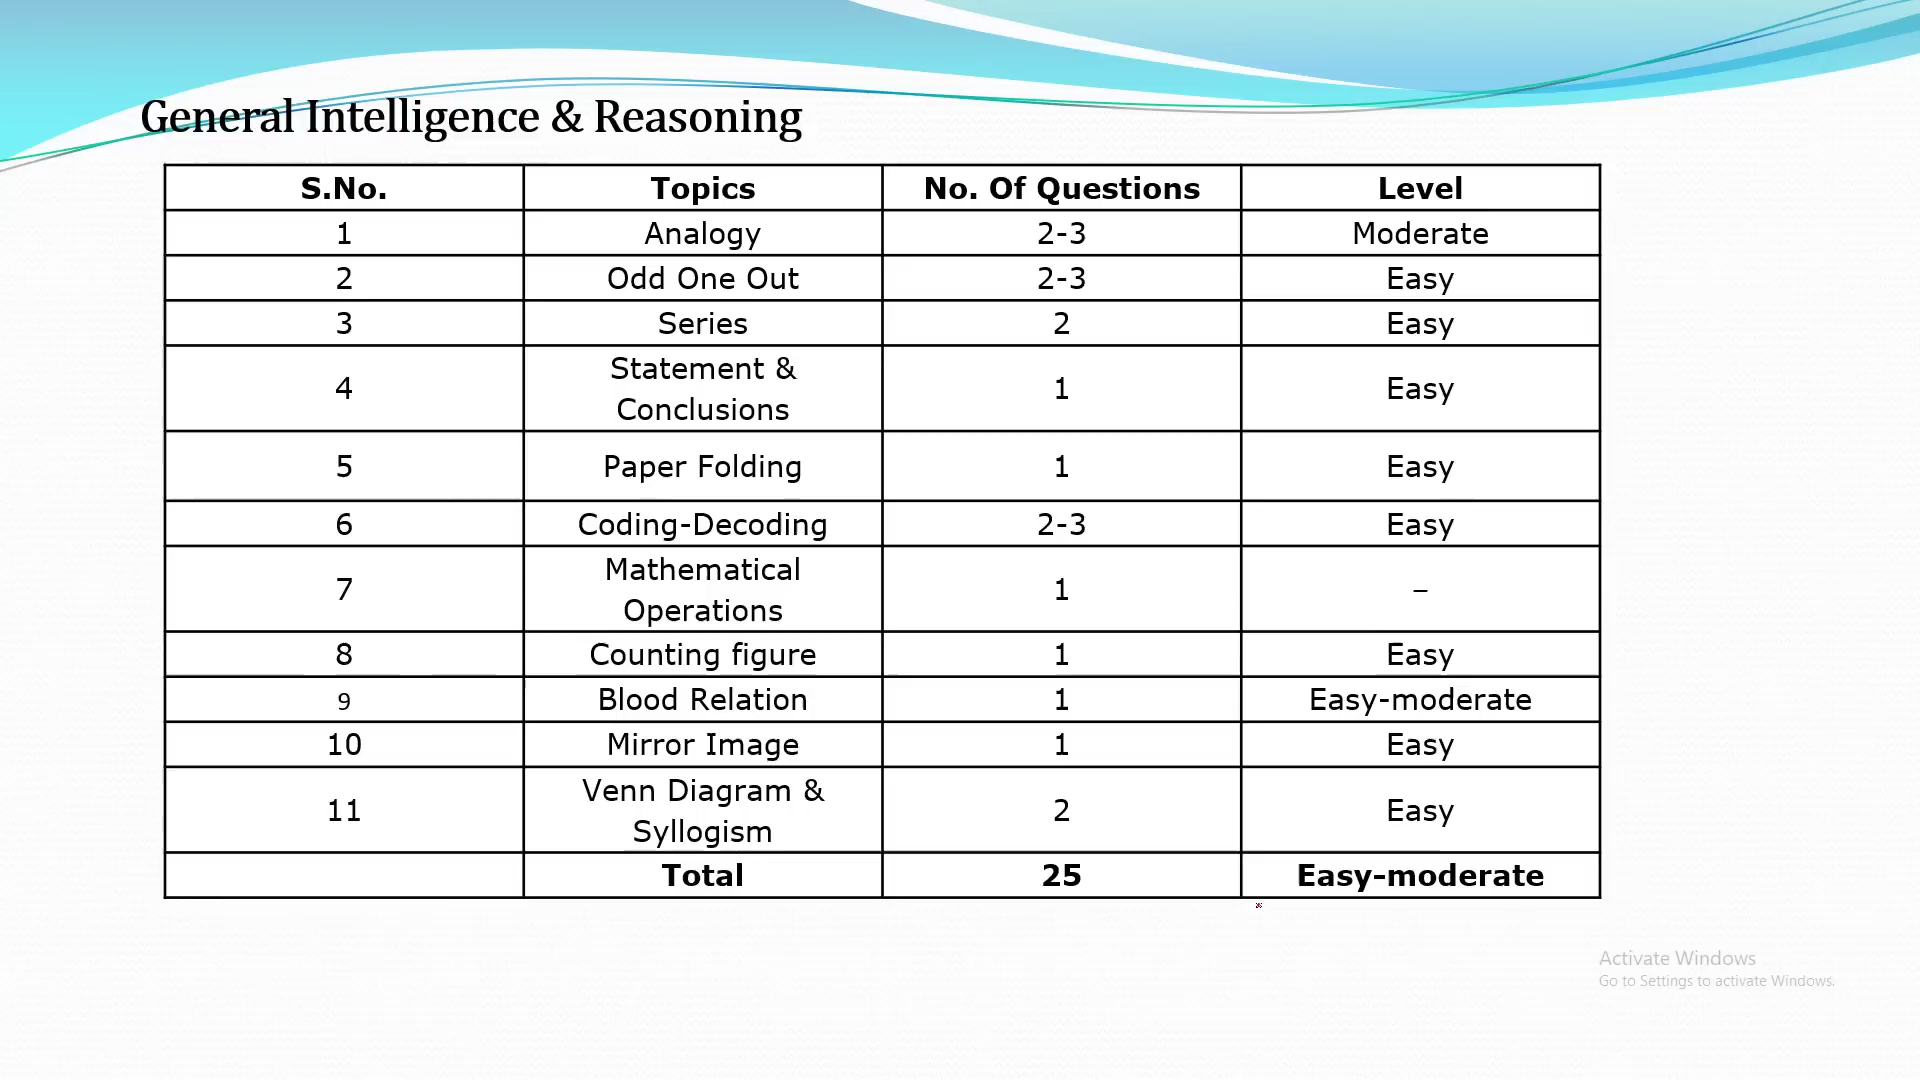 General Intelligence & Reasoning
S.No. Topics No. Of Questions Level
1 Analogy 2-3 Moderate
2 Odd One Out 2-3 Easy
3 Series 2 Easy
4 Statement & Conclusions 1 Easy
5 Paper Folding 1 Easy
6 Coding-Decoding 2-3 Easy
7 Mathematical Operations 1 –
8 Counting figure 1 Easy
9 Blood Relation 1 Easy-moderate
10 Mirror Image 1 Easy
11 Venn Diagram & Syllogism 2 Easy
Total 25 Easy-moderate
Activate Windows
Go to Settings to activate Windows.